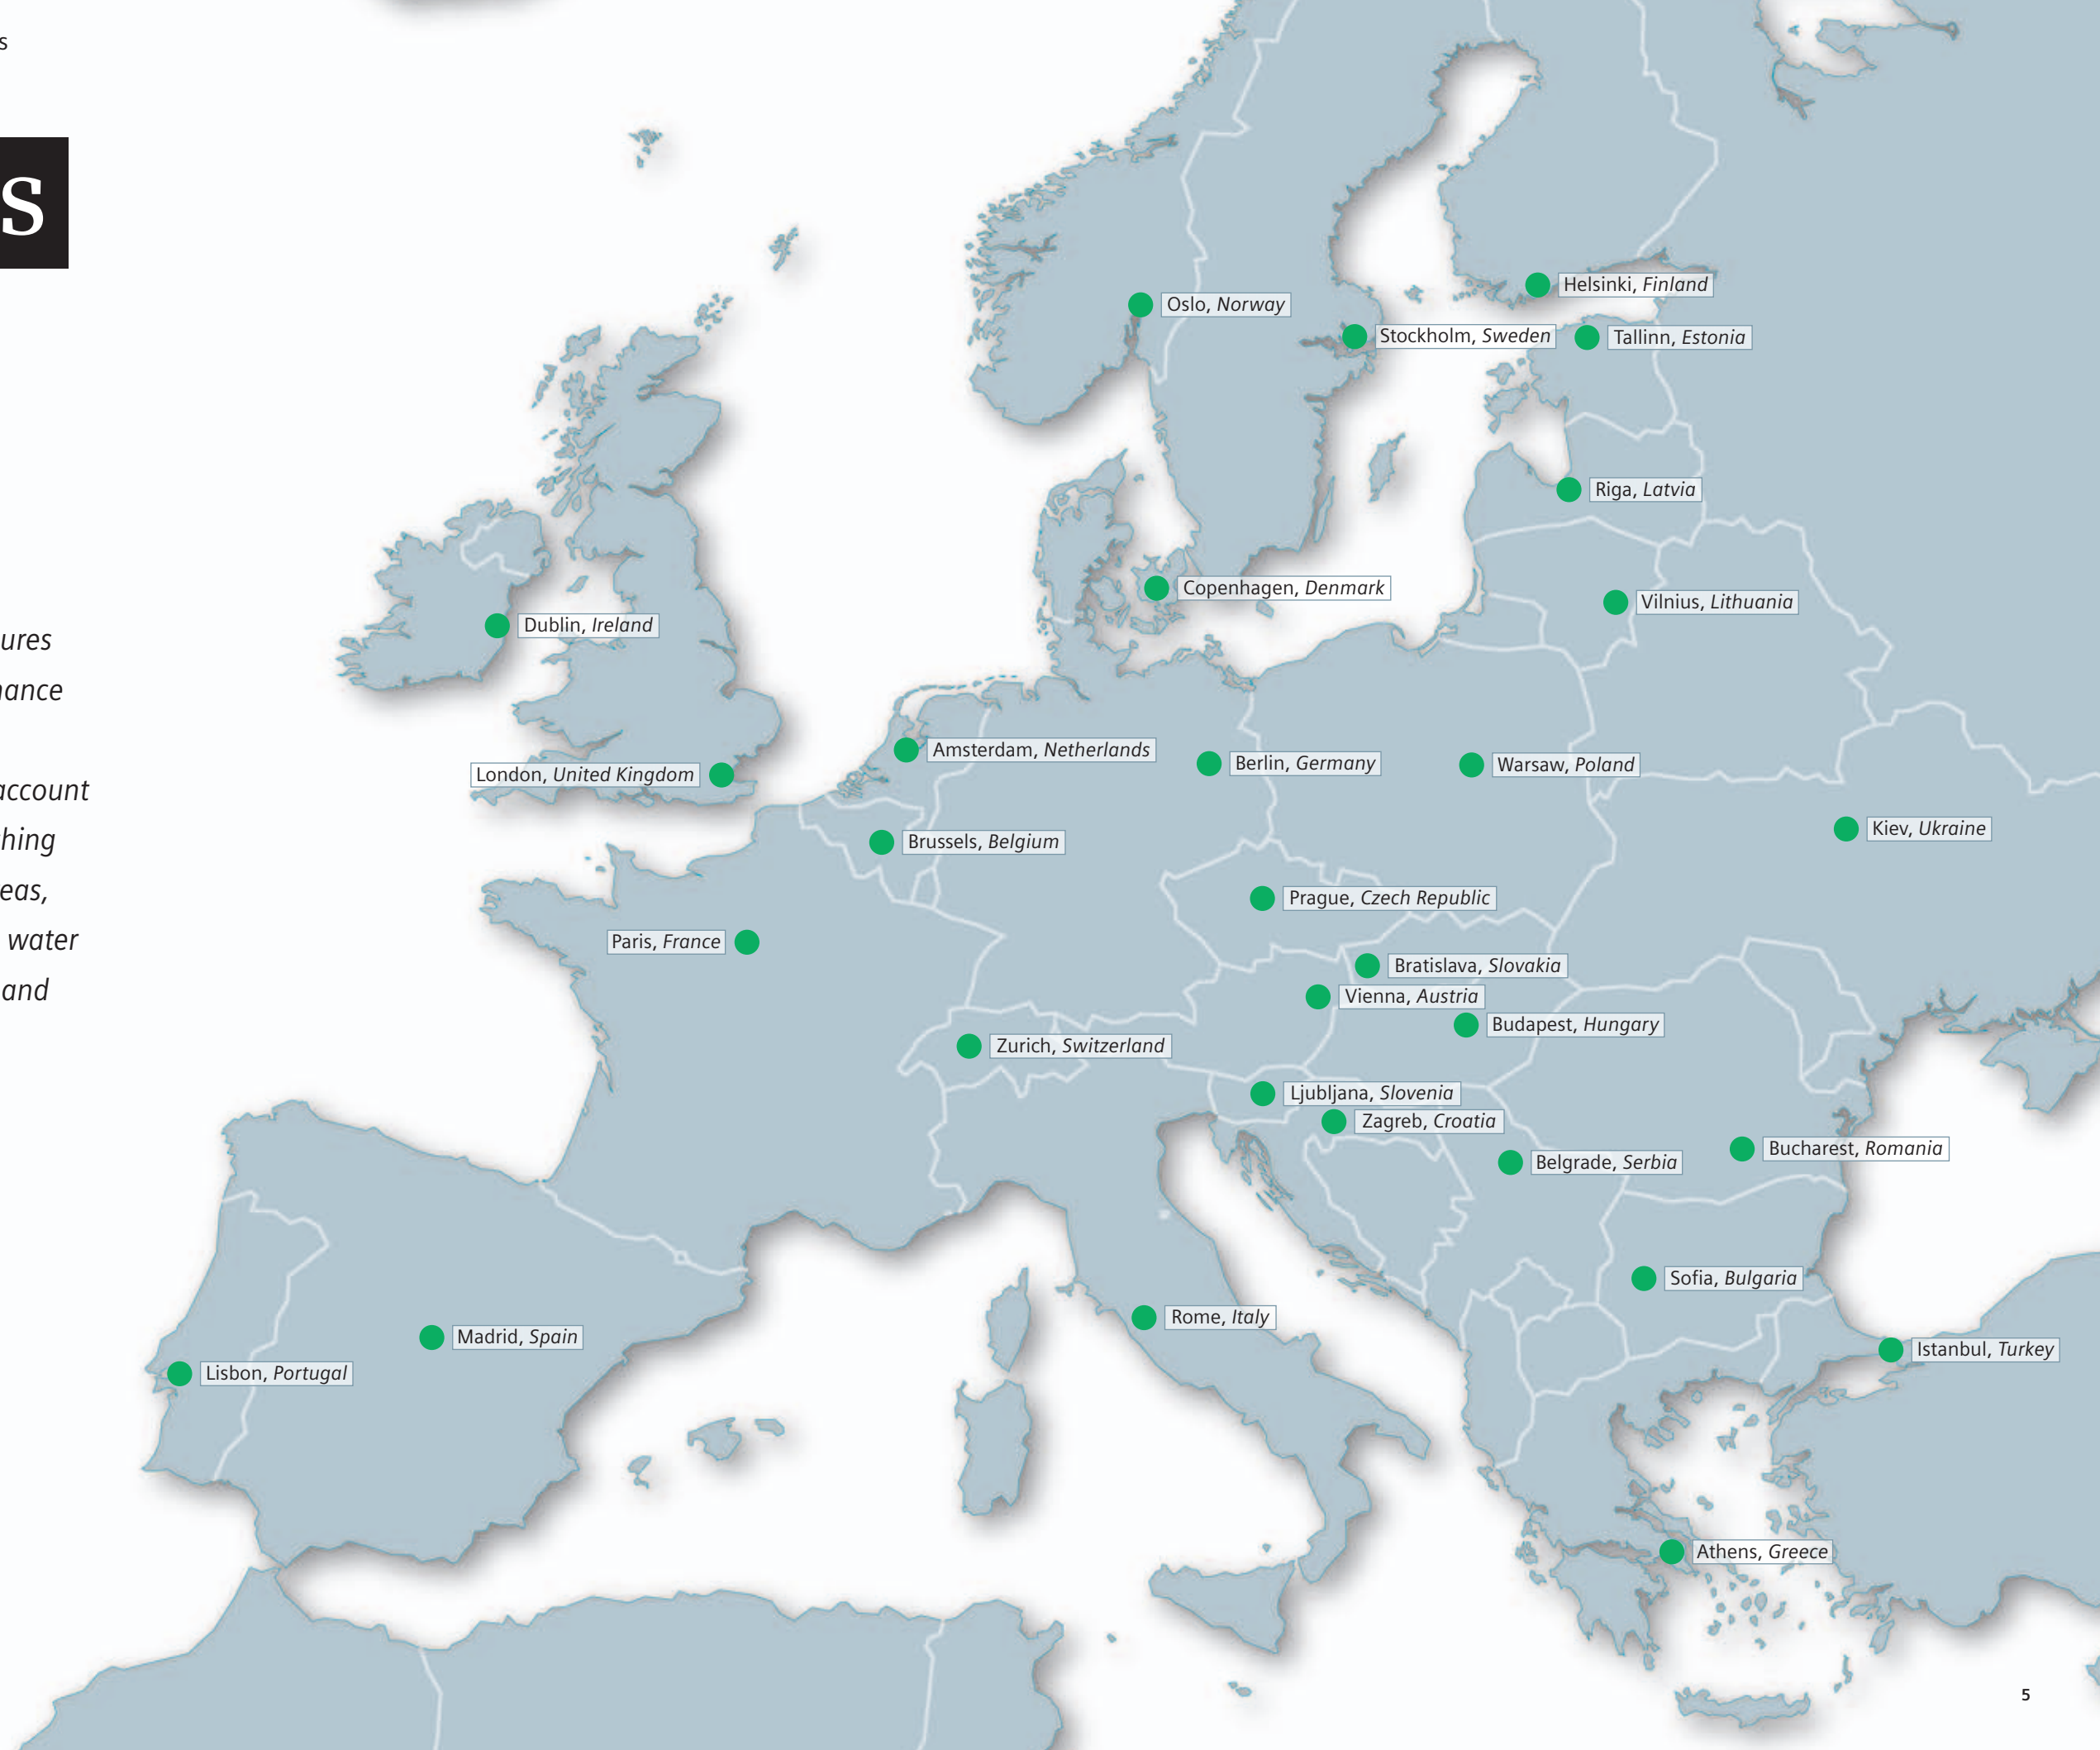 s
S
ures
ance
account
hing
eas,
water
and
Helsinki, Finland
Oslo, Norway
Stockholm, Sweden
Tallinn, Estonia
Riga, Latvia
Copenhagen, Denmark
Vilnius, Lithuania
Dublin, Ireland
Amsterdam, Netherlands
Berlin, Germany
Warsaw, Poland
London, United Kingdom
Kiev, Ukraine
Brussels, Belgium
Prague, Czech Republic
Paris, France
Bratislava, Slovakia
Vienna, Austria
Budapest, Hungary
Zurich, Switzerland
Ljubljana, Slovenia
Zagreb, Croatia
Bucharest, Romania
Belgrade, Serbia
Sofia, Bulgaria
Rome, Italy
Madrid, Spain
Istanbul, Turkey
Lisbon, Portugal
Athens, Greece
5